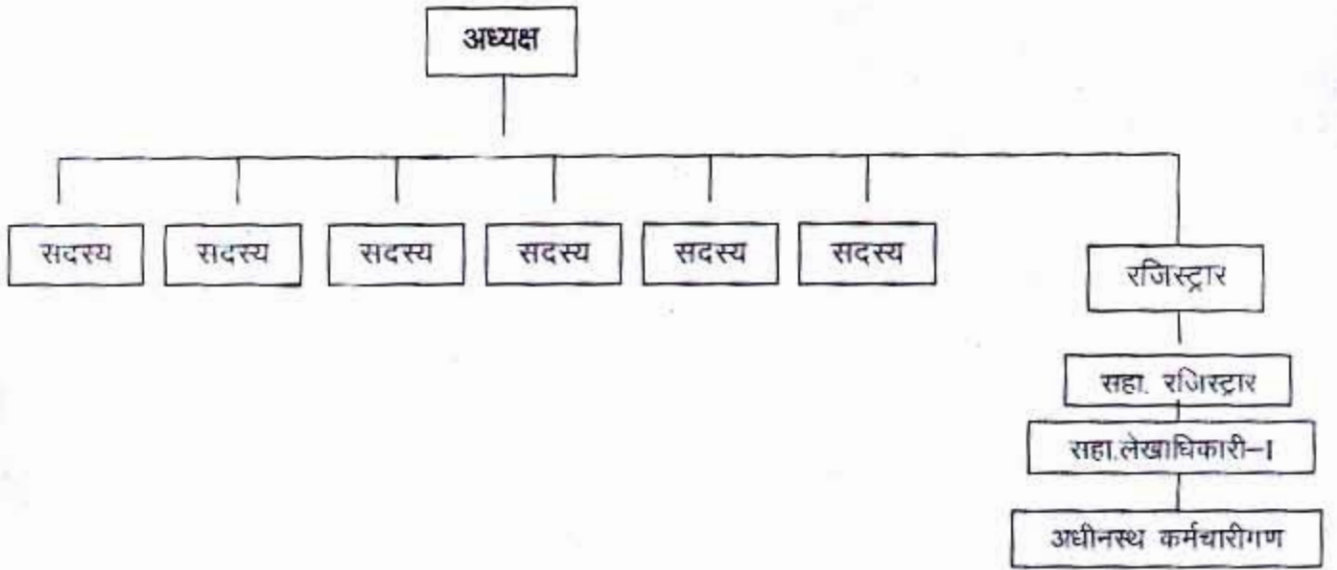 अध्यक्ष
सदस्य सदस्य सदस्य सदस्य सदस्य सदस्य
रजिस्ट्रार
सहा. रजिस्ट्रार
सहा.लेखाधिकारी-I
अधीनस्थ कर्मचारीगण